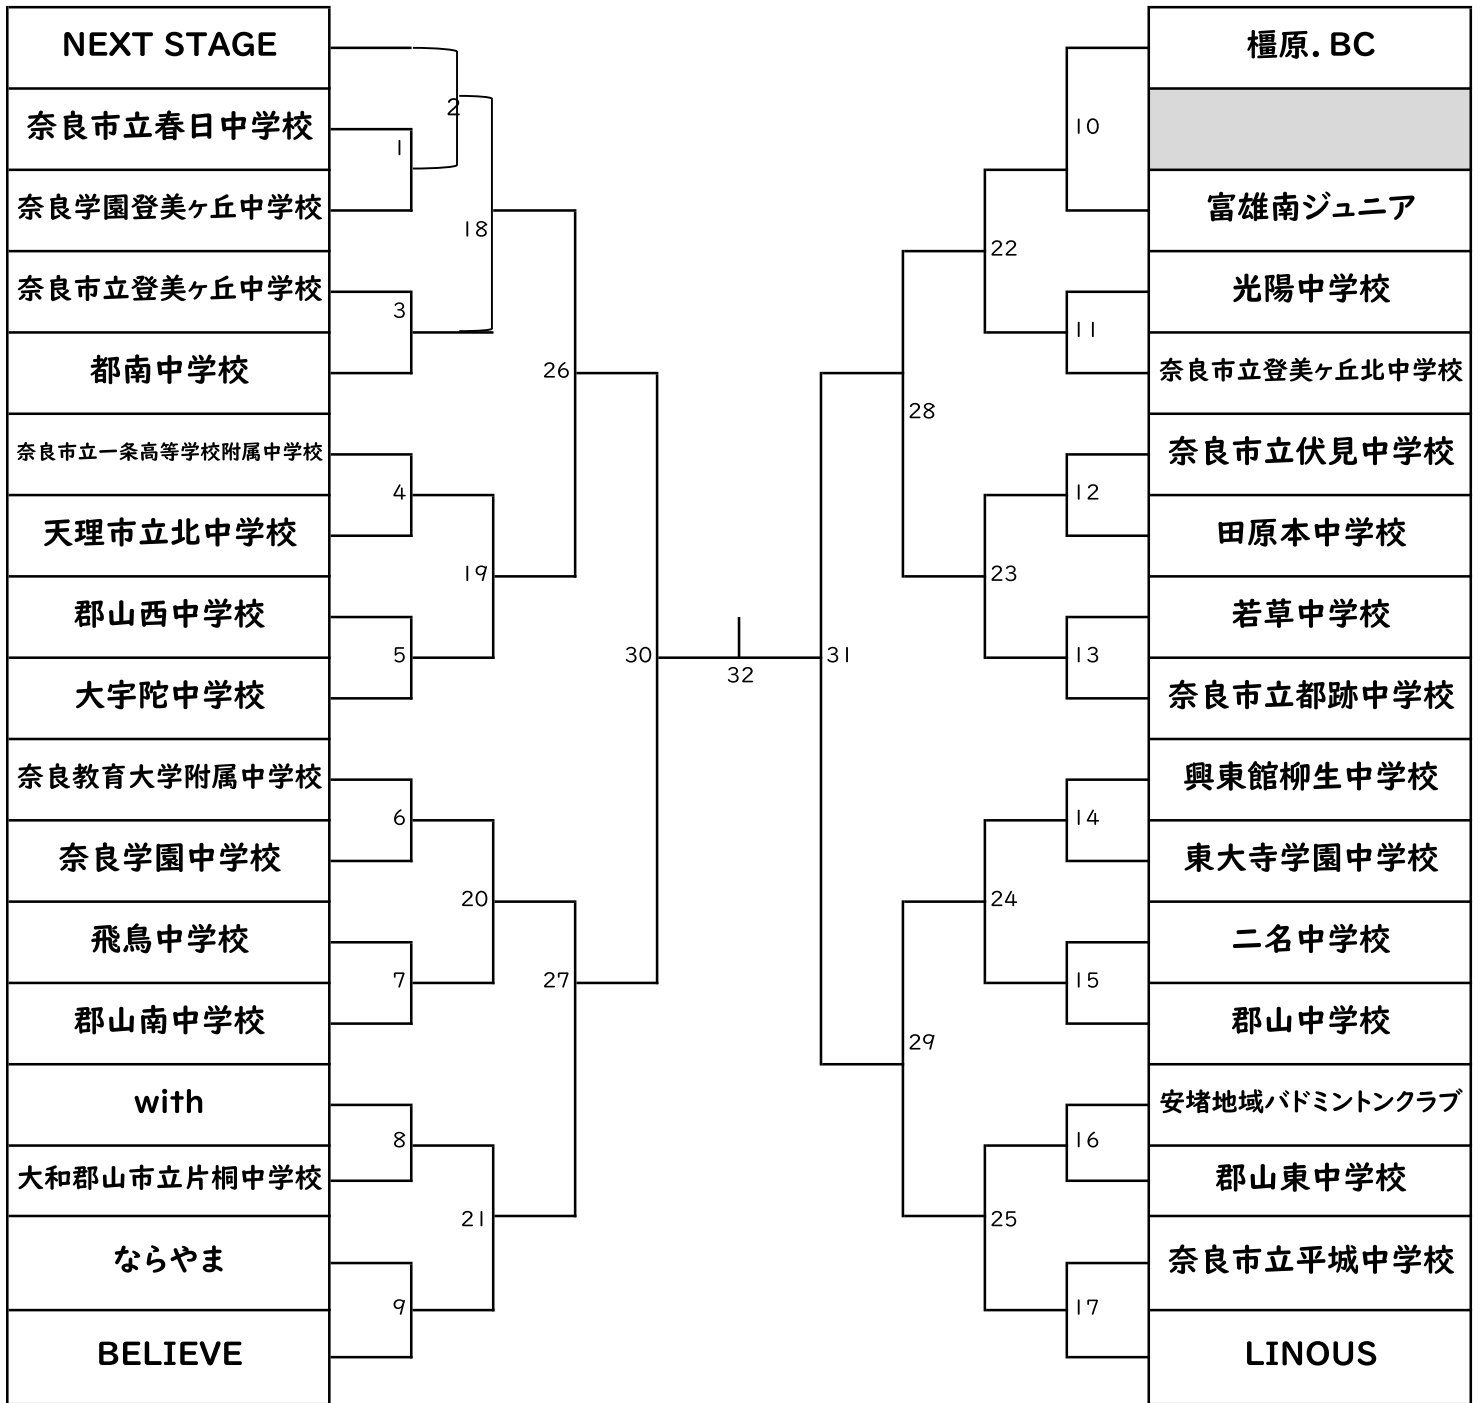 NEXT STAGE
奈良市立春日中学校
奈良学園登美ヶ丘中学校
奈良市立登美ヶ丘中学校
都南中学校
奈良市立一条高等学校附属中学校
天理市立北中学校
郡山西中学校
大宇陀中学校
奈良教育大学附属中学校
奈良学園中学校
飛鳥中学校
郡山南中学校
with
大和郡山市立片桐中学校
ならやま
BELIEVE
1
2
3
4
5
6
7
8
9
18
19
20
21
26
27
30
32
31
28
29
22
23
24
25
10
11
12
13
14
15
16
17
橿原. BC
富雄南ジュニア
光陽中学校
奈良市立登美ヶ丘北中学校
奈良市立伏見中学校
田原本中学校
若草中学校
奈良市立都跡中学校
興東館柳生中学校
東大寺学園中学校
二名中学校
郡山中学校
安堵地域バドミントンクラブ
郡山東中学校
奈良市立平城中学校
LINOUS